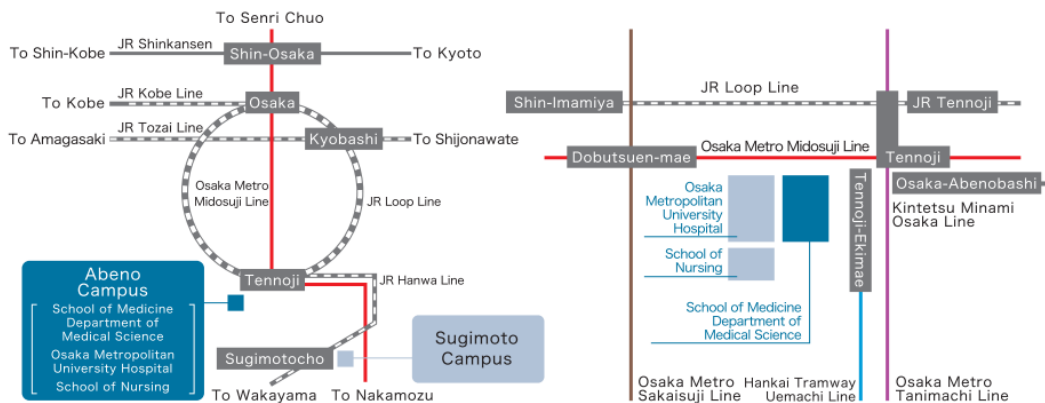 To Senri Chuo
JR Shinkansen
To Shin-Kobe
Shin-Osaka
To Kyoto
JR Kobe Line
To Kobe
Osaka
JR Tozai Line
To Amagasaki
Kyobashi
To Shijonawate
Osaka Metro
Midosuji Line
JR Loop Line
Tennoji
JR Hanwa Line
Abeno
Campus
School of Medicine
Department of
Medical Science
Osaka Metropolitan
University Hospital
School of Nursing
Sugimotocho
Sugimoto
Campus
To Wakayama
To Nakamozu
JR Loop Line
Shin-Imamiya
JR Tennoji
Osaka Metro Midosuji Line
Dobutsuen-mae
Tennoji
Osaka-Abenobashi
Kintetsu Minami
Osaka Line
Tennoji-Ekimae
Osaka
Metropolitan
University
Hospital
School of
Nursing
School of Medicine
Department of
Medical Science
Osaka Metro
Sakaisuji Line
Hankai Tramway
Uemachi Line
Osaka Metro
Tanimachi Line